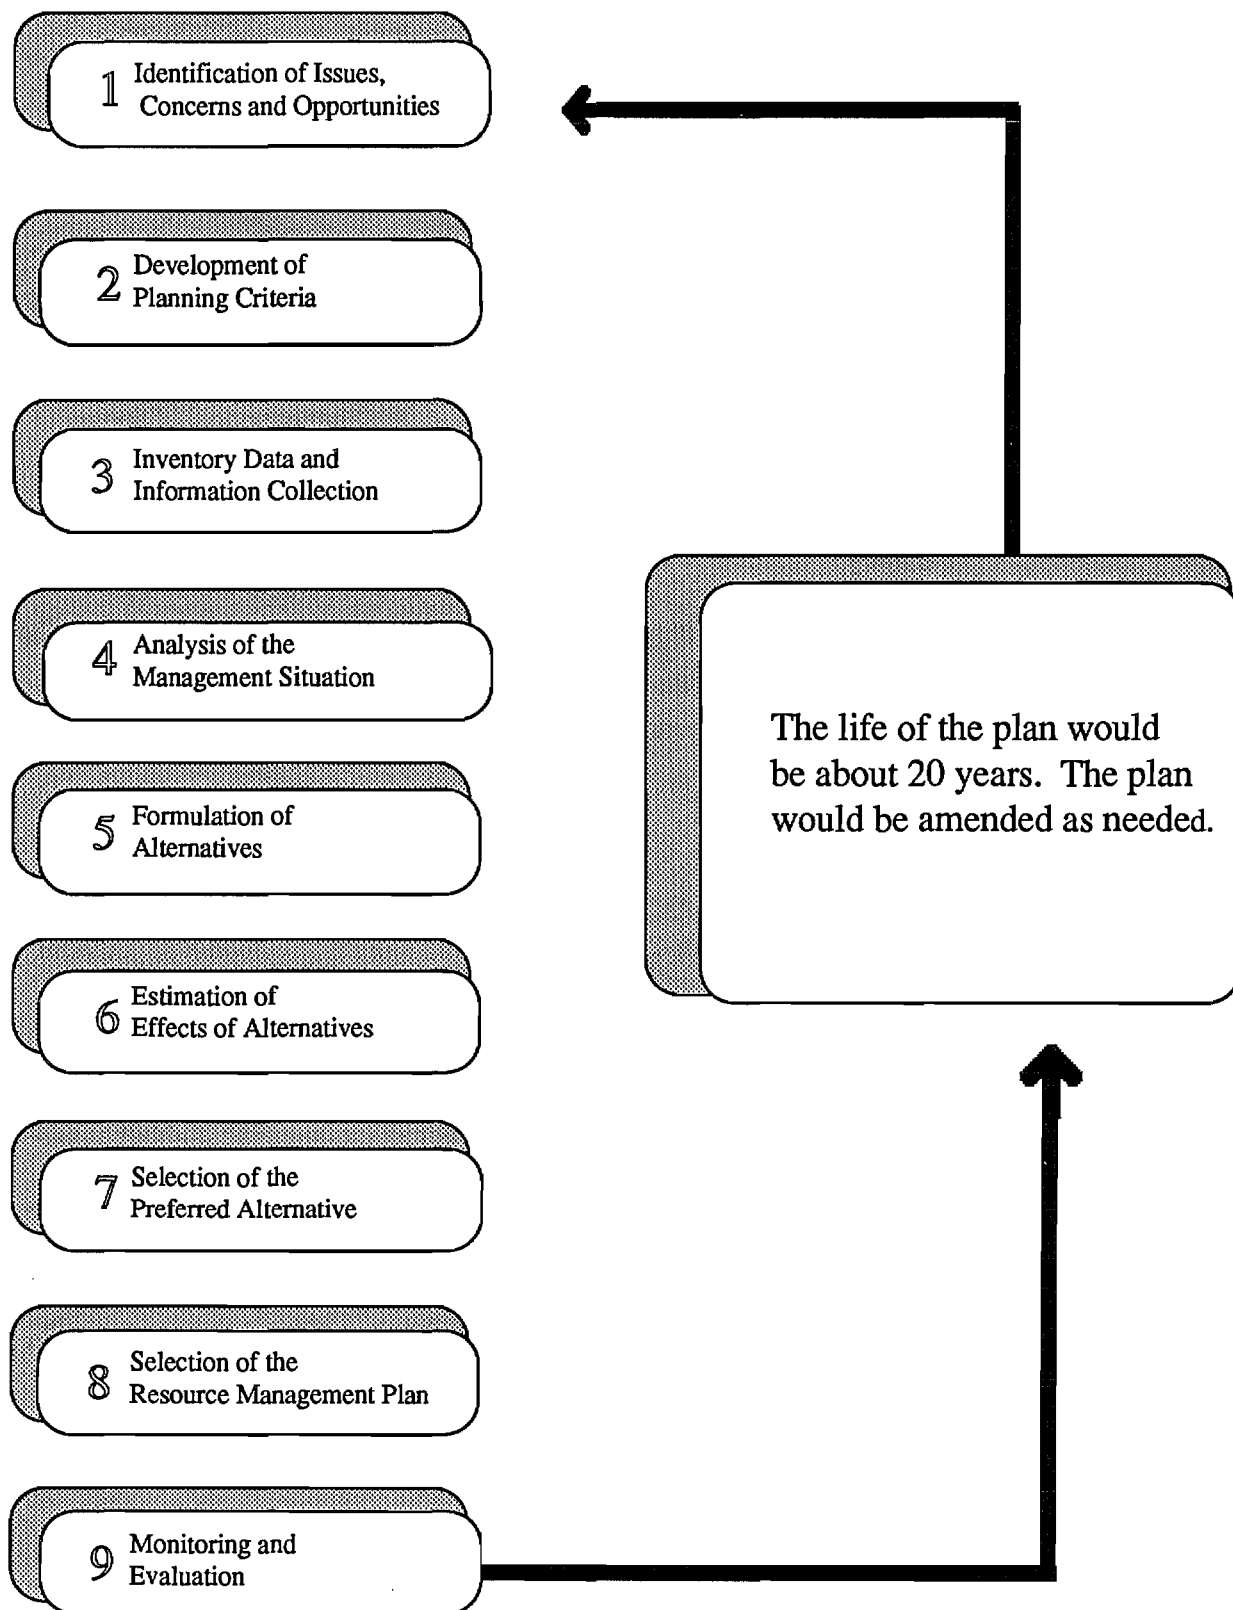 1 Identification of Issues,
Concerns and Opportunities
2 Development of
Planning Criteria
3 Inventory Data and
Information Collection
4 Analysis of the
Management Situation
5 Formulation of
Alternatives
6 Estimation of
Effects of Alternatives
7 Selection of the
Preferred Alternative
8 Selection of the
Resource Management Plan
9 Monitoring and
Evaluation
The life of the plan would
be about 20 years. The plan
would be amended as needed.